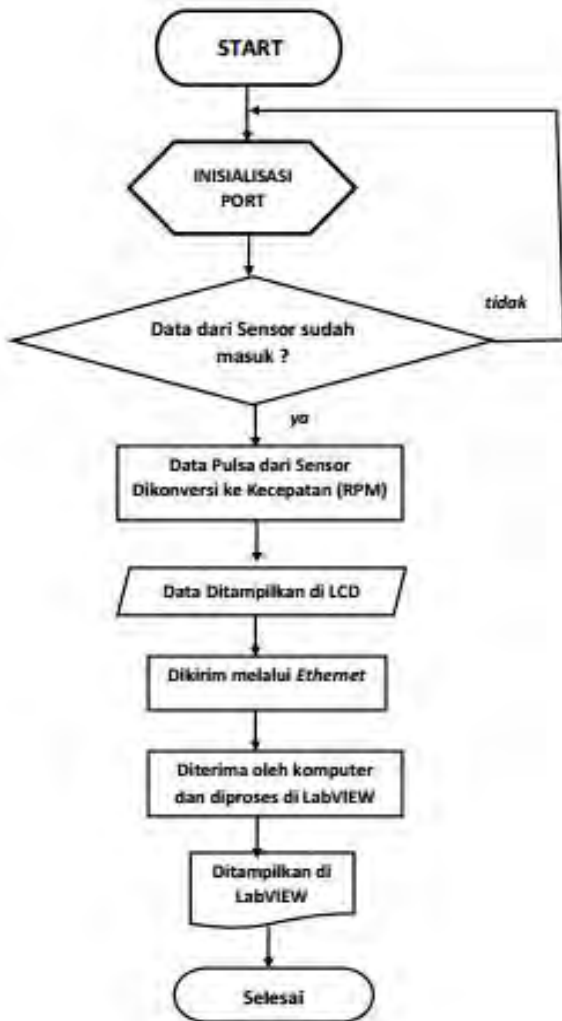 START
INISIALISASI
PORT
Data dari Sensor sudah
masuk ?
tidak
ya
Data Pulsa dari Sensor
Dikonversi ke Kecepatan (RPM)
Data Ditampilkan di LCD
Dikirim melalui Ethernet
Diterima oleh komputer
dan diproses di LabVIEW
Ditampilkan di
LabVIEW
Selesai